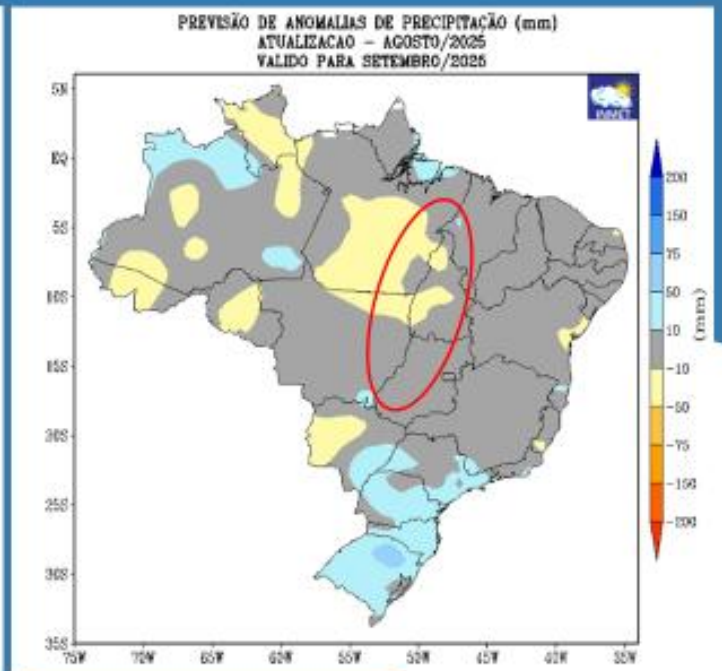 PREVISÃO DE ANOMALIAS DE PRECIPITAÇÃO (mm)
ATUALIZACAO – AGOSTO/2025
VALIDO PARA SETEMBRO/2025
INMET
5N
EQ
5S
10S
15S
20S
25S
30S
35S
75W
70W
65W
60W
55W
50W
45W
40W
35W
200
150
75
50
10
-10
-50
-75
-150
-200
(mm)